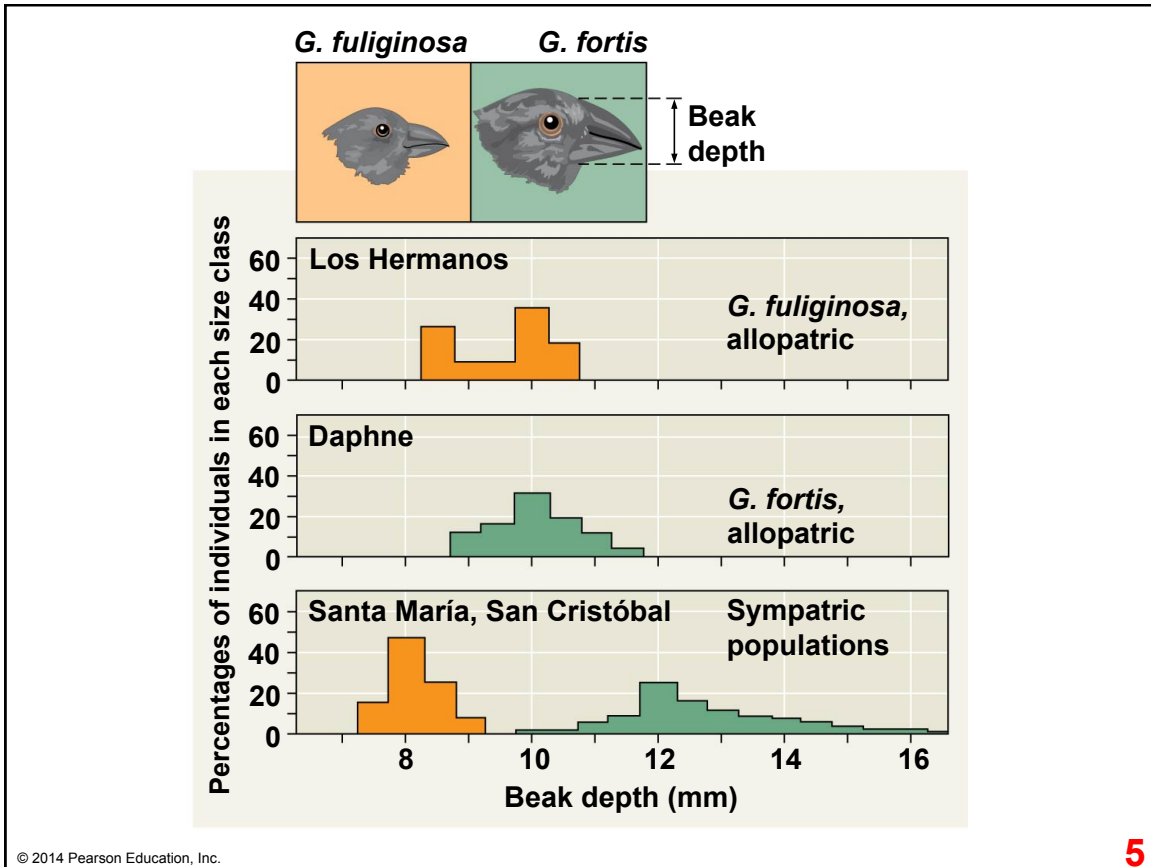 G. fuliginosa G. fortis
Beak
depth
Percentages of individuals in each size class
60
40
20
0
Los Hermanos
G. fuliginosa,
allopatric
60
40
20
0
Daphne
G. fortis,
allopatric
60
40
20
0
Santa María, San Cristóbal
Sympatric
populations
8 10 12 14 16
Beak depth (mm)
© 2014 Pearson Education, Inc.
5